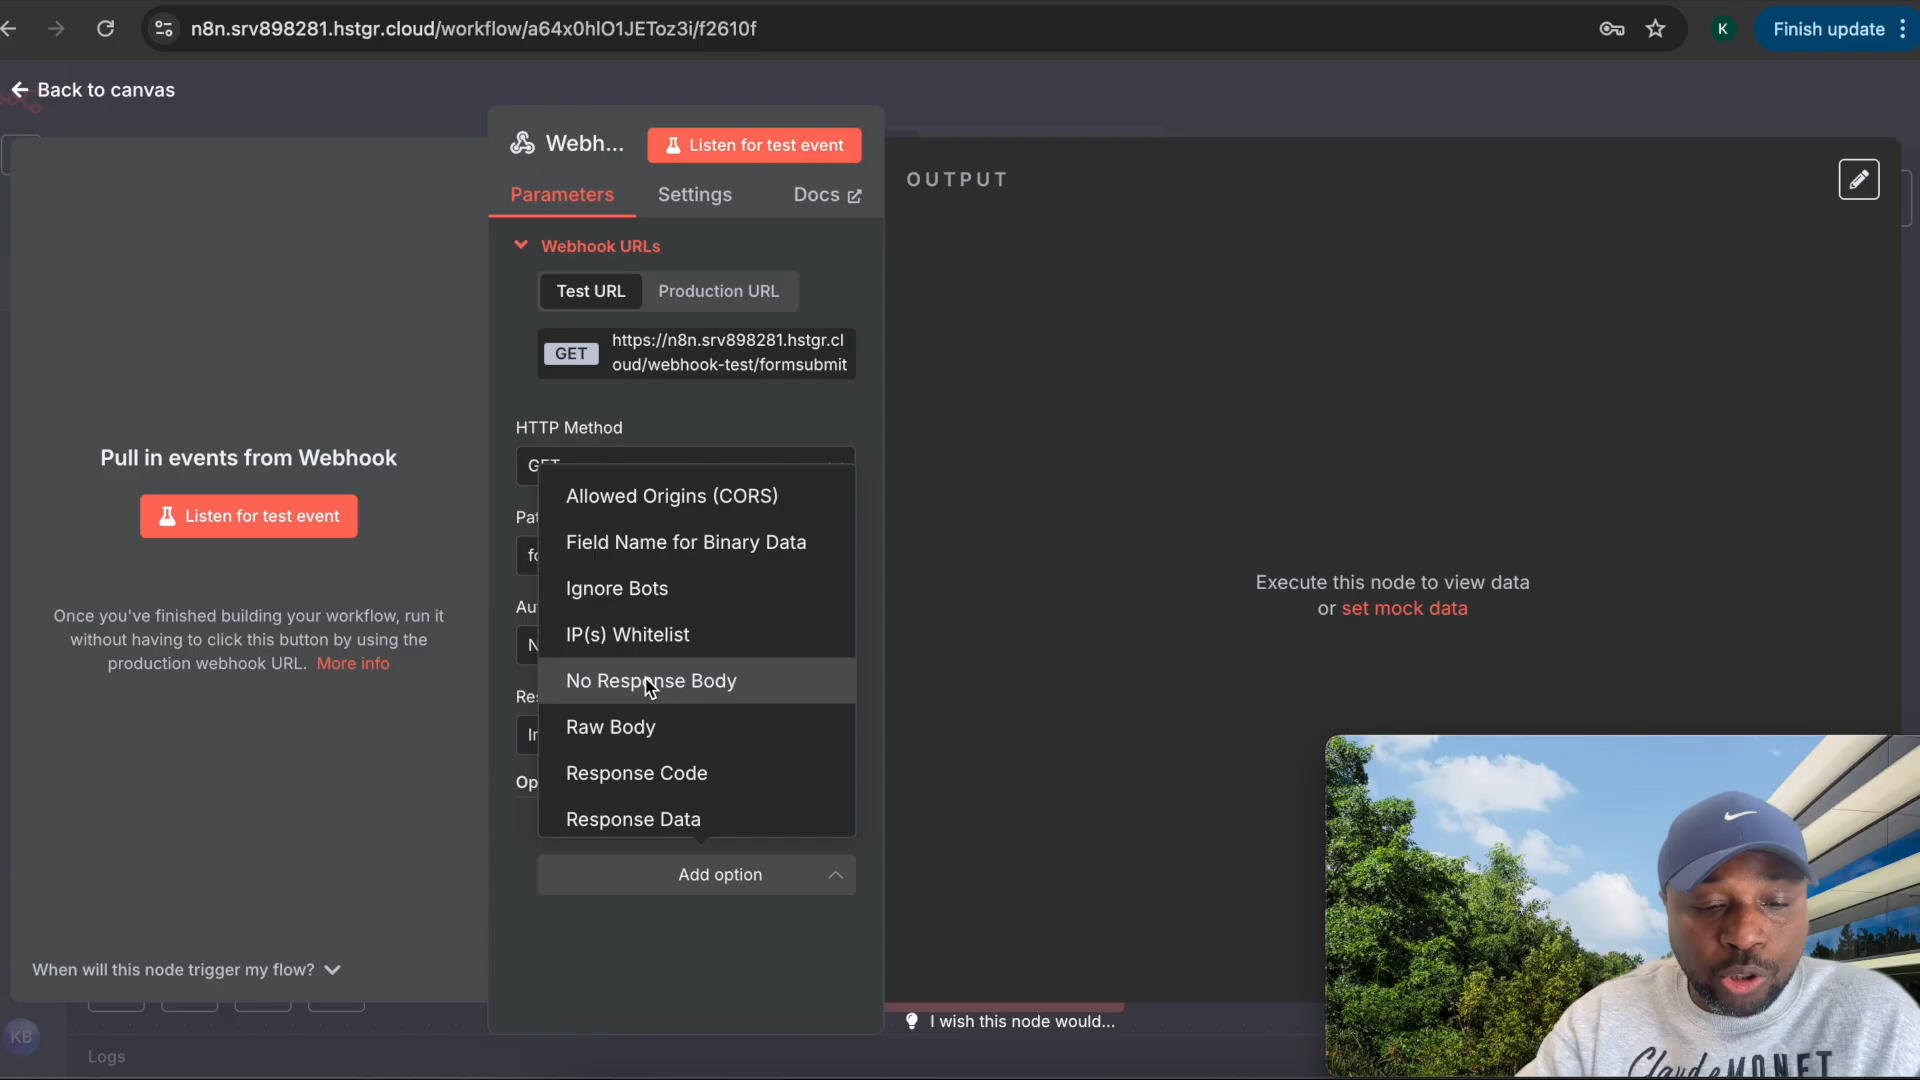 n8n.srv898281.hstgr.cloud/workflow/a64x0hlO1JEToz3i/f2610f
K
Finish update
Back to canvas
Webh...
Listen for test event
Parameters
Settings
Docs
OUTPUT
Webhook URLs
Test URL
Production URL
GET
https://n8n.srv898281.hstgr.cl
oud/webhook-test/formsubmit
HTTP Method
GET
Pull in events from Webhook
Listen for test event
Once you've finished building your workflow, run it
without having to click this button by using the
production webhook URL. More info
Allowed Origins (CORS)
Field Name for Binary Data
Ignore Bots
IP(s) Whitelist
No Response Body
Raw Body
Response Code
Response Data
Add option
Execute this node to view data
or set mock data
When will this node trigger my flow?
I wish this node would...
KB
Logs
Claude MONET